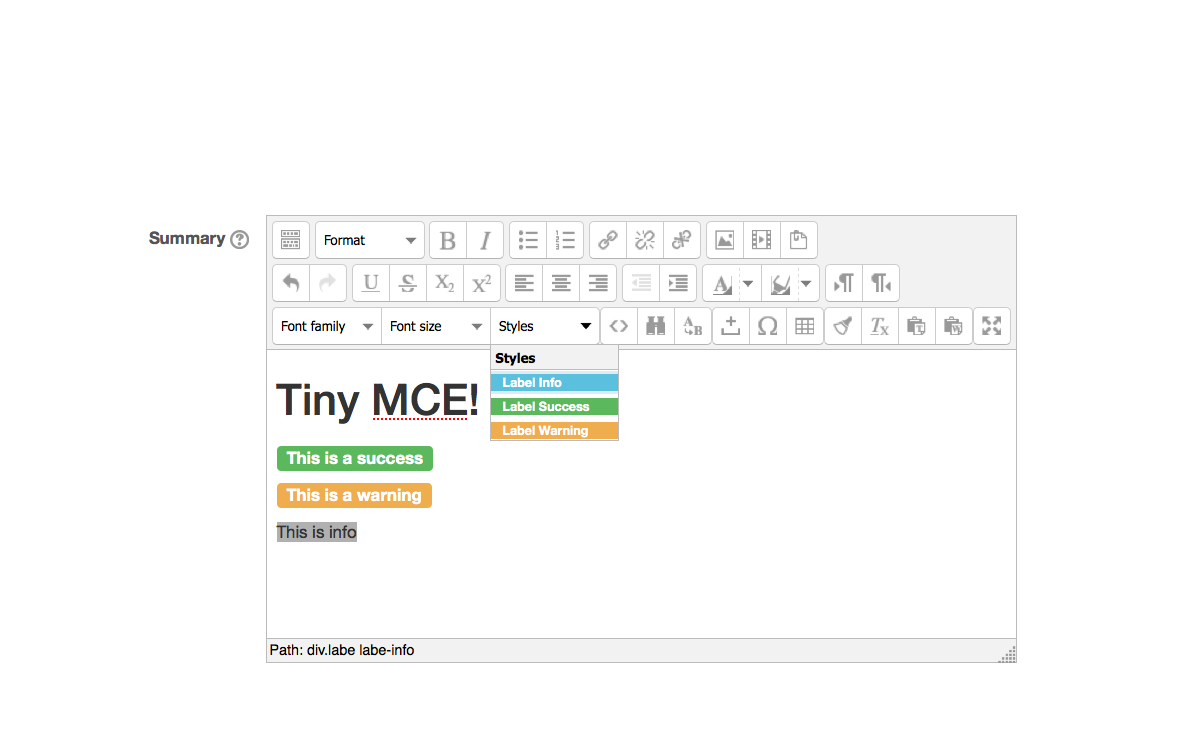 Summary
Format
Font family Font size Styles
Styles
Label Info
Label Success
Label Warning
Tiny MCE!
This is a success
This is a warning
This is info
Path: div.labe labe-info